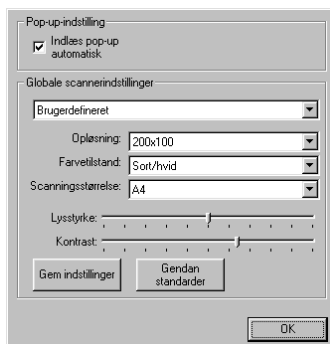 Pop-up-indstilling
Indlæs pop-up
automatisk
Globale scannerindstillinger
Brugerdefineret
Opløsning: 200x100
Farvetilstand: Sort/hvid
Scanningsstørrelse: A4
Lysstyrke:
Kontrast:
Gem indstillinger
Gendan
standarder
OK